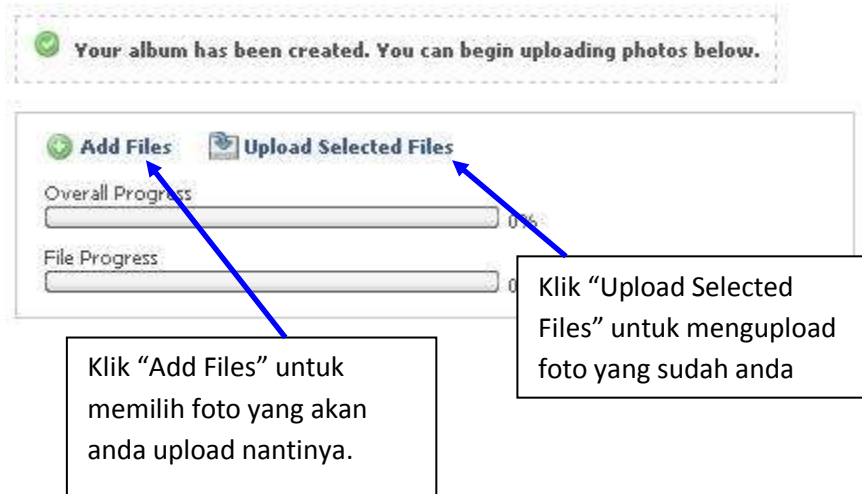 Your album has been created. You can begin uploading photos below.
Add Files Upload Selected Files
Overall Progress
0%
File Progress
0
Klik “Upload Selected
Files” untuk mengupload
foto yang sudah anda
Klik “Add Files” untuk
memilih foto yang akan
anda upload nantinya.